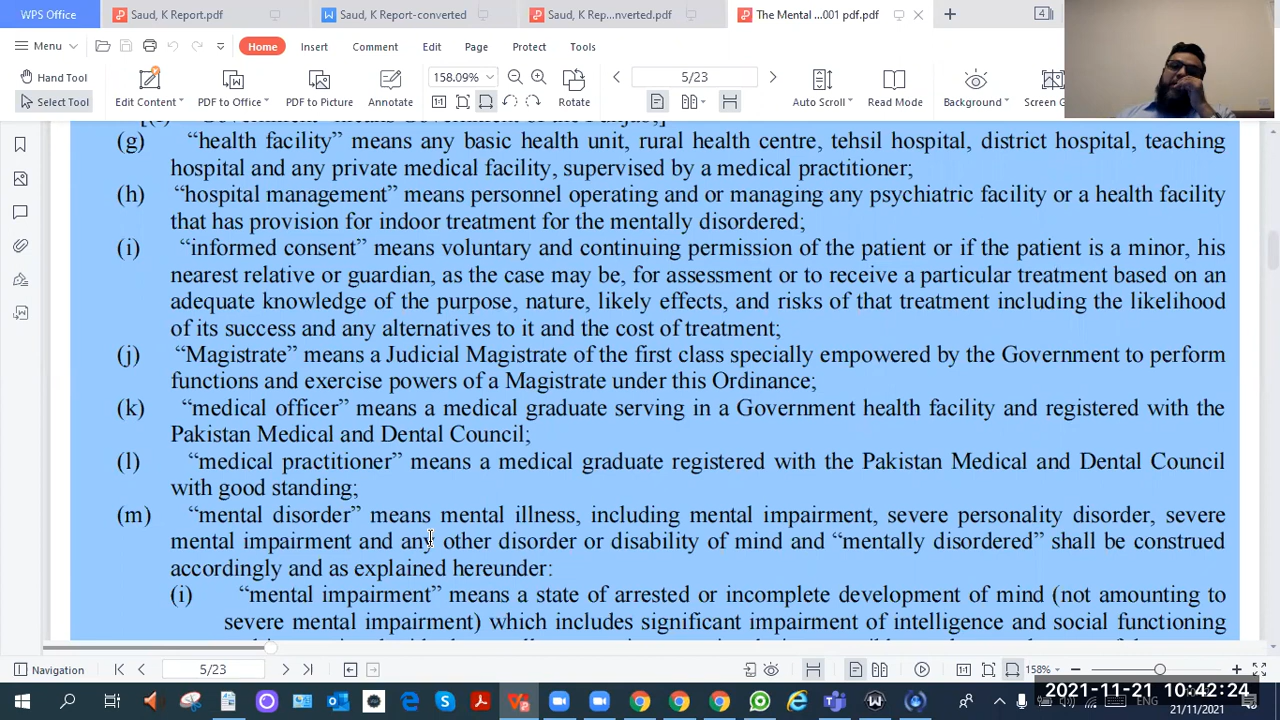 WPS Office
Saud, K Report.pdf
Saud, K Report-converted
Saud, K Rep...nverted.pdf
The Mental ...001 pdf.pdf
4
Menu
Home
Insert
Comment
Edit
Page
Protect
Tools
Hand Tool
Select Tool
Edit Content
PDF to Office
PDF to Picture
Annotate
158.09%
Rotate
5/23
Auto Scroll
Read Mode
Background
Screen G
(g) “health facility” means any basic health unit, rural health centre, tehsil hospital, district hospital, teaching
hospital and any private medical facility, supervised by a medical practitioner;
(h) “hospital management” means personnel operating and or managing any psychiatric facility or a health facility
that has provision for indoor treatment for the mentally disordered;
(i) “informed consent” means voluntary and continuing permission of the patient or if the patient is a minor, his
nearest relative or guardian, as the case may be, for assessment or to receive a particular treatment based on an
adequate knowledge of the purpose, nature, likely effects, and risks of that treatment including the likelihood
of its success and any alternatives to it and the cost of treatment;
(j) “Magistrate” means a Judicial Magistrate of the first class specially empowered by the Government to perform
functions and exercise powers of a Magistrate under this Ordinance;
(k) “medical officer” means a medical graduate serving in a Government health facility and registered with the
Pakistan Medical and Dental Council;
(l) “medical practitioner” means a medical graduate registered with the Pakistan Medical and Dental Council
with good standing;
(m) “mental disorder” means mental illness, including mental impairment, severe personality disorder, severe
mental impairment and any other disorder or disability of mind and “mentally disordered” shall be construed
accordingly and as explained hereunder:
(i) “mental impairment” means a state of arrested or incomplete development of mind (not amounting to
severe mental impairment) which includes significant impairment of intelligence and social functioning
Navigation
5/23
158%
2021-11-21 10:42:24
ENG
21/11/2021